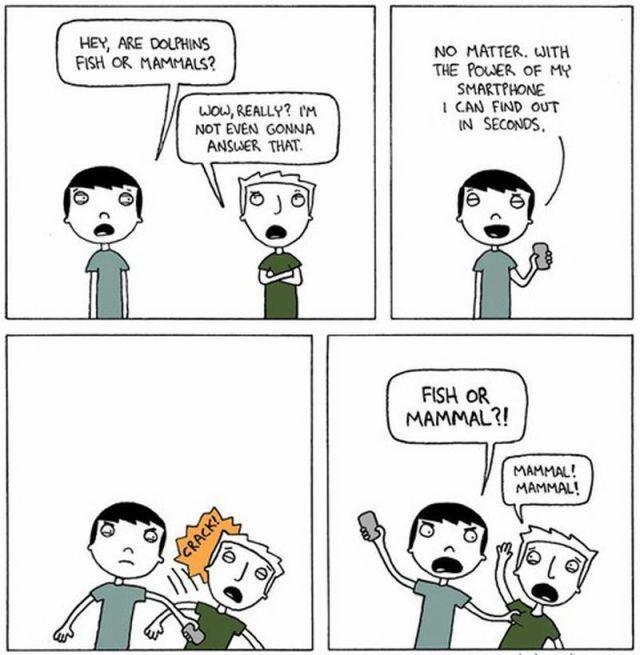 HEY, ARE DOLPHINS
FISH OR MAMMALS?
WOW, REALLY? I'M
NOT EVEN GONNA
ANSWER THAT.
NO MATTER. WITH
THE POWER OF MY
SMARTPHONE
I CAN FIND OUT
IN SECONDS.
CRACK!
FISH OR
MAMMAL?!
MAMMAL!
MAMMAL!